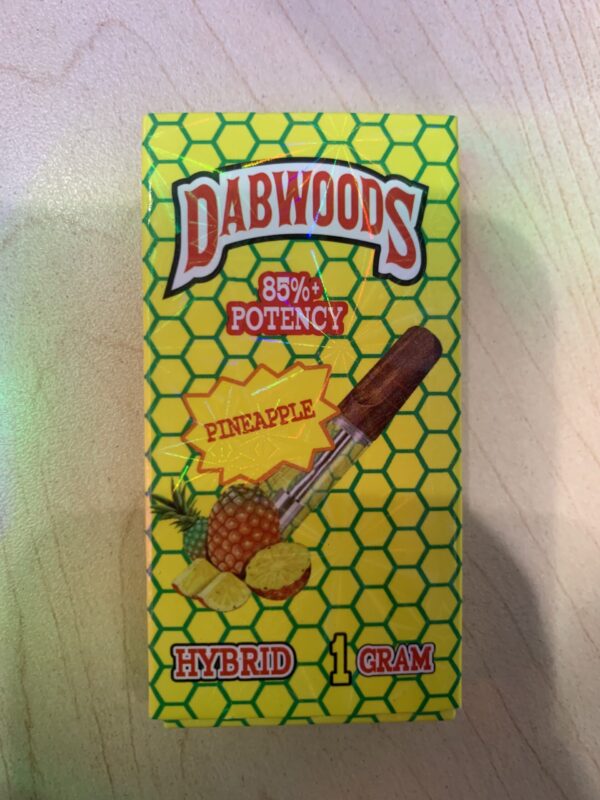 DABWOODS
85%+
POTENCY
PINEAPPLE
HYBRID 1 GRAM